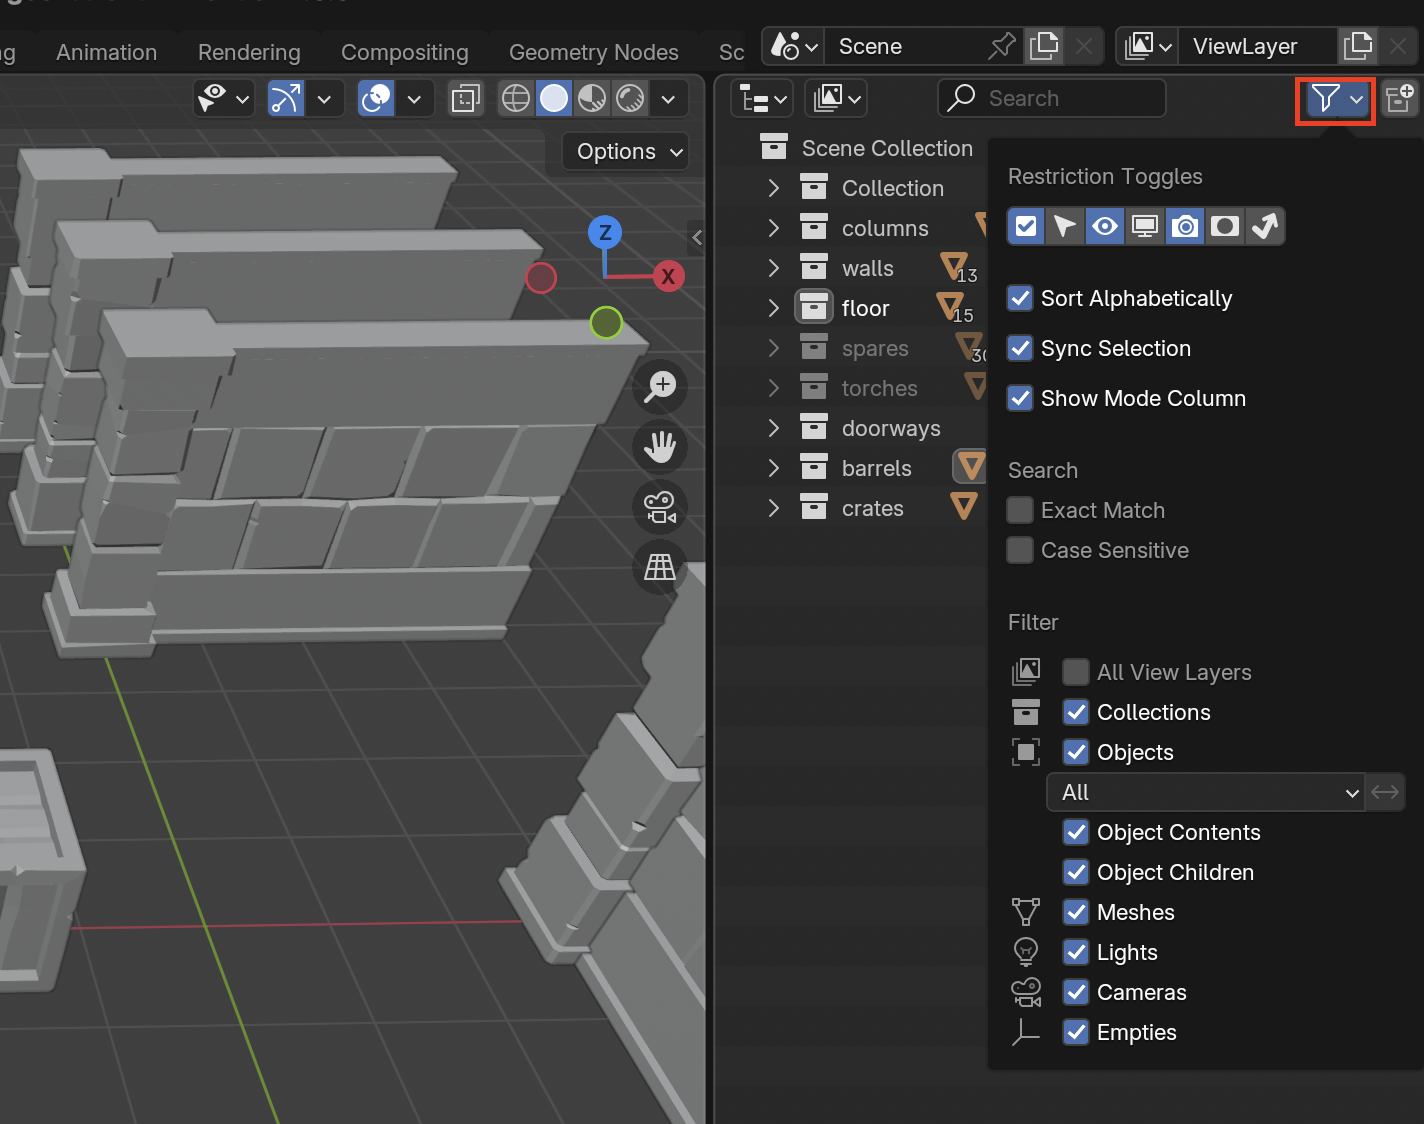 Animation Rendering Compositing Geometry Nodes Sc
Scene
ViewLayer
Search
Options
Z
X
Scene Collection
Collection
columns
walls 13
floor 15
spares 30
torches
doorways
barrels
crates
Restriction Toggles
Sort Alphabetically
Sync Selection
Show Mode Column
Search
Exact Match
Case Sensitive
Filter
All View Layers
Collections
Objects
All
Object Contents
Object Children
Meshes
Lights
Cameras
Empties